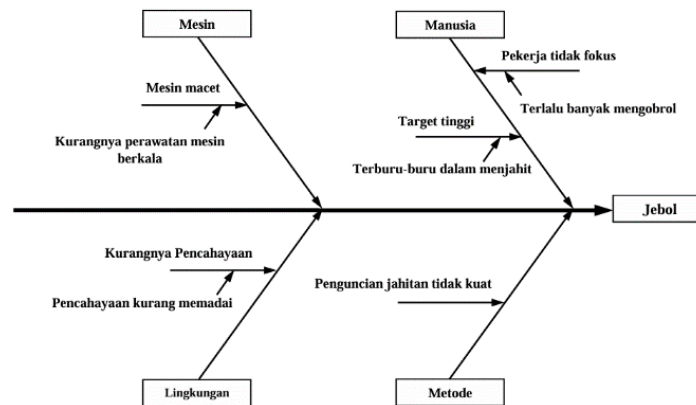 Mesin
Manusia
Pekerja tidak fokus
Mesin macet
Terlalu banyak mengobrol
Target tinggi
Kurangnya perawatan mesin
berkala
Terburu-buru dalam menjahit
Jebol
Kurangnya Pencahayaan
Penguncian jahitan tidak kuat
Pencahayaan kurang memadai
Lingkungan
Metode